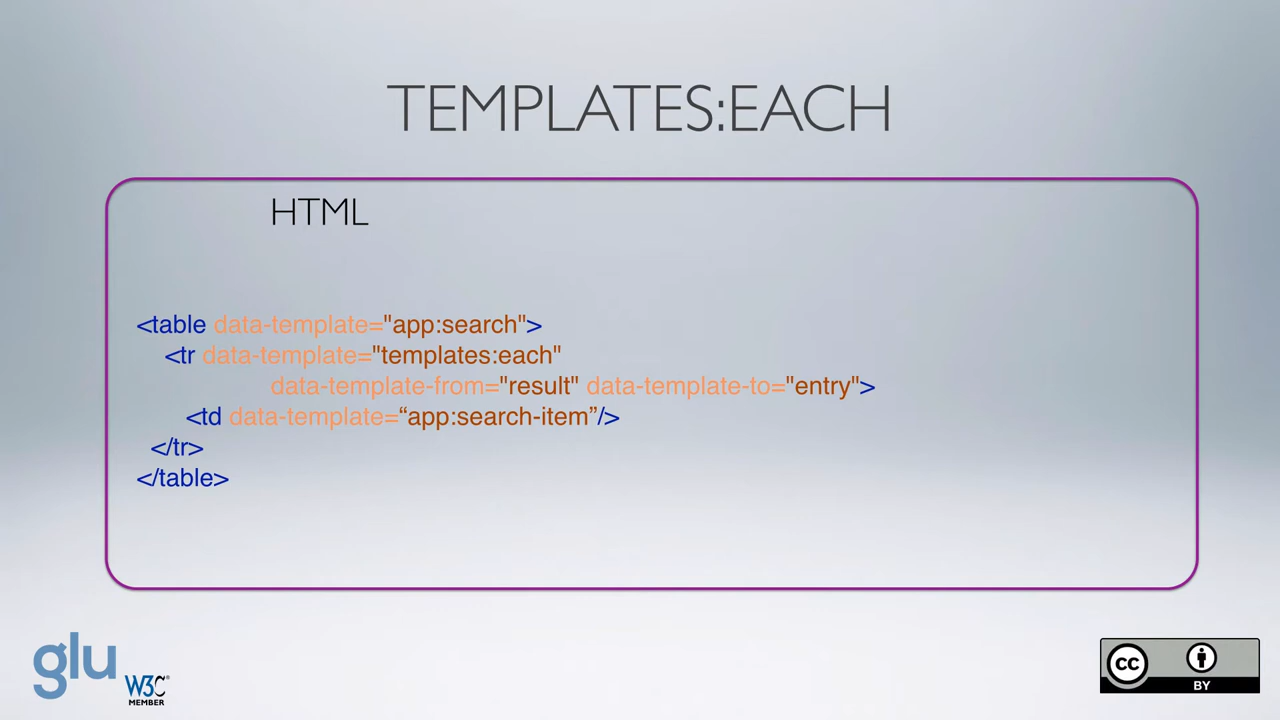 TEMPLATES:EACH
HTML
<table data-template="app:search">
<tr data-template="templates:each"
data-template-from="result" data-template-to="entry">
<td data-template=“app:search-item”/>
</tr>
</table>
glu
W3C®
MEMBER
cc
BY